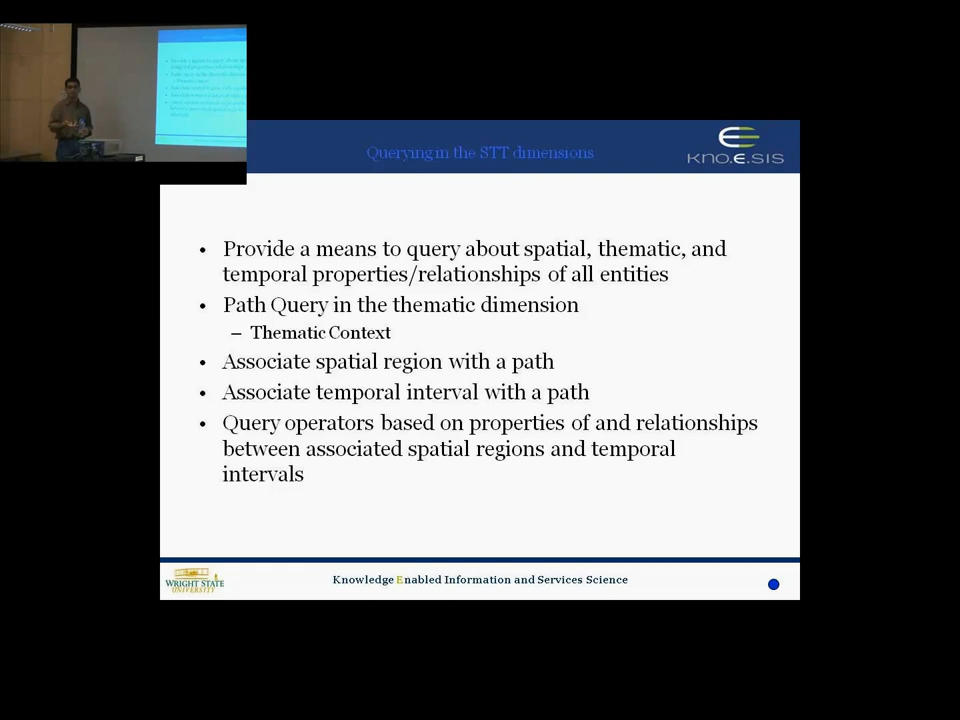 Querying in the STT dimensions
KNO.E.SIS
• Provide a means to query about spatial, thematic, and
temporal properties/relationships of all entities
• Path Query in the thematic dimension
– Thematic Context
• Associate spatial region with a path
• Associate temporal interval with a path
• Query operators based on properties of and relationships
between associated spatial regions and temporal
intervals
WRIGHT STATE
UNIVERSITY
Knowledge Enabled Information and Services Science